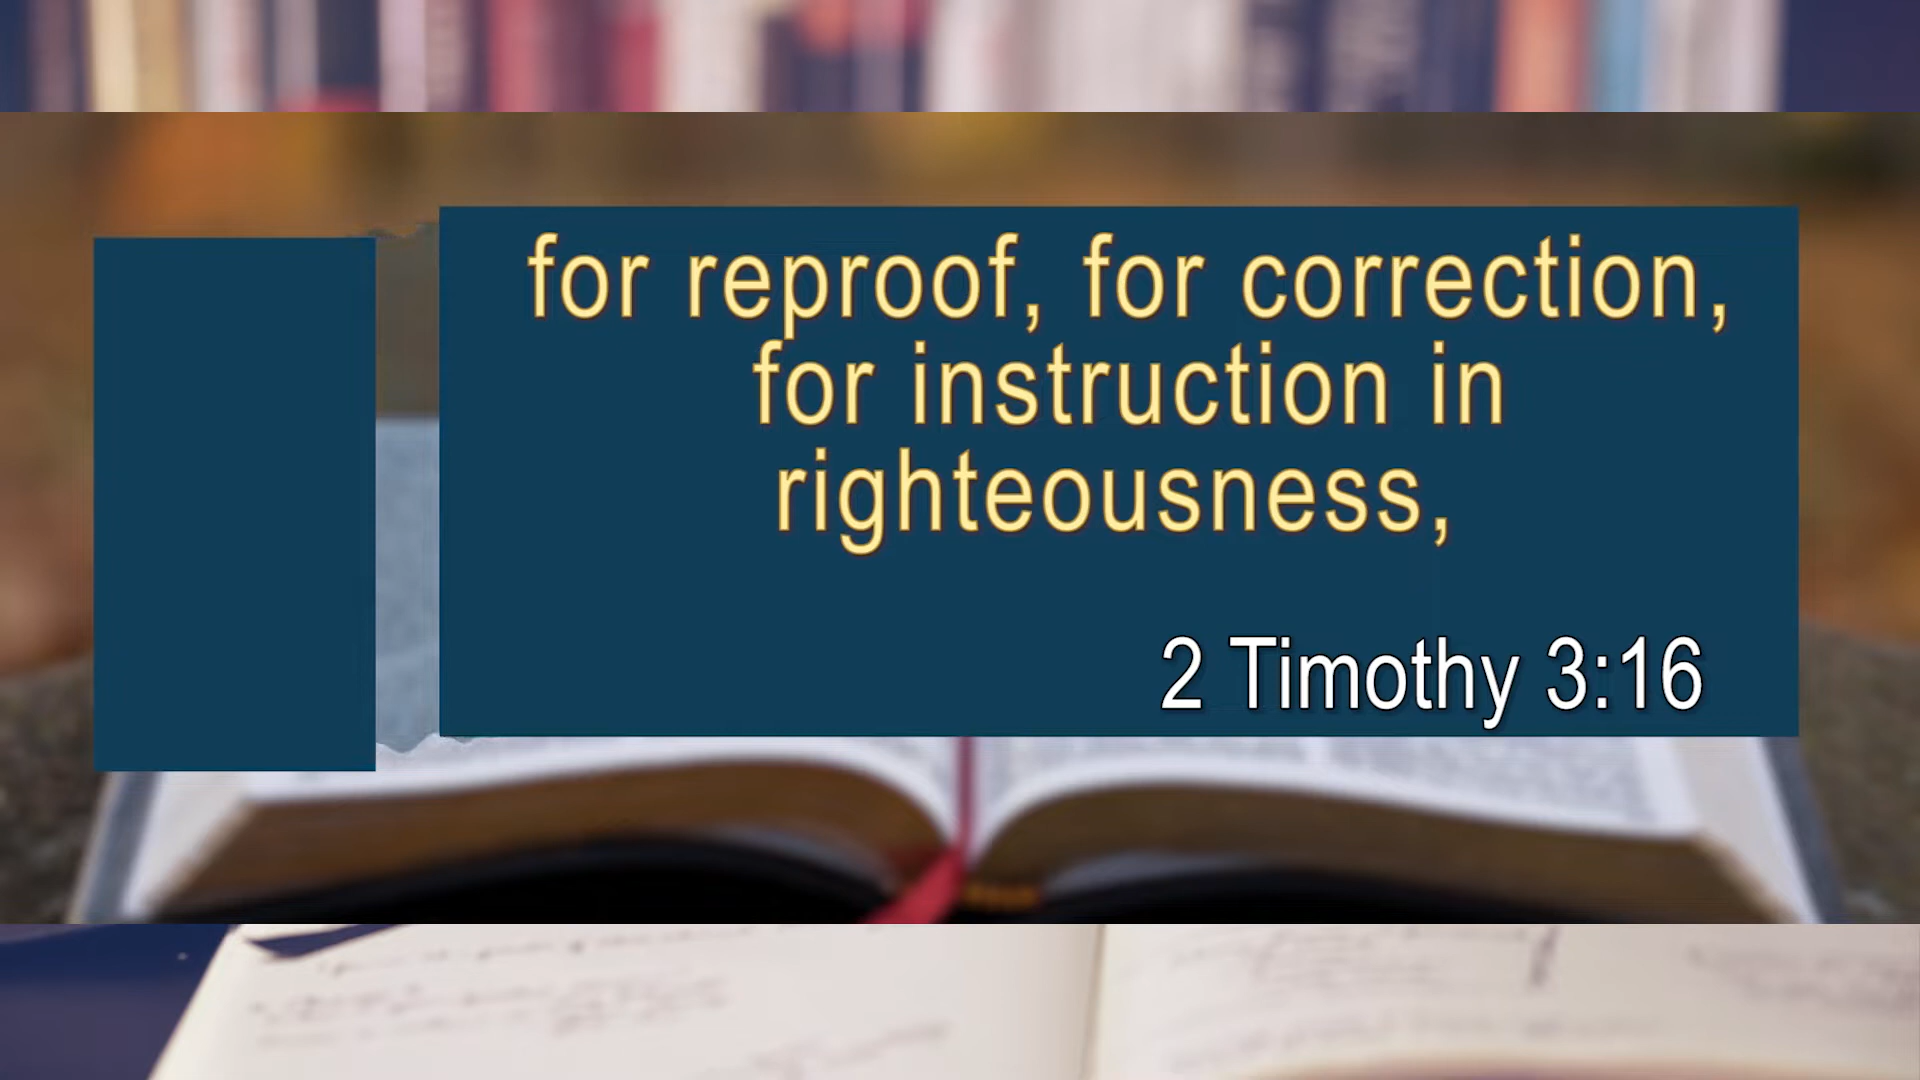 for reproof, for correction,
for instruction in
righteousness,
2 Timothy 3:16